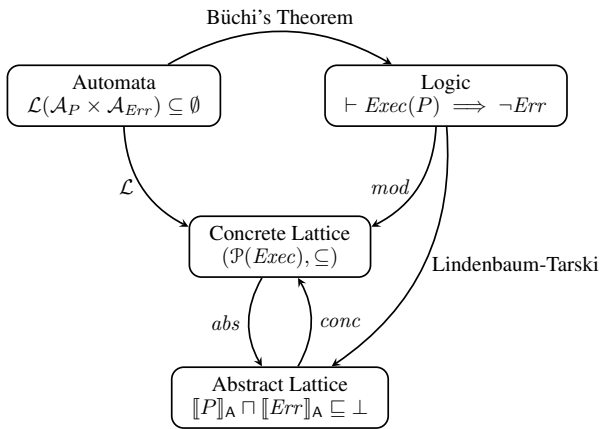 Büchi's Theorem
Automata
ℒ(𝒜_P × 𝒜_Err) ⊆ ∅
Logic
⊢ Exec(P) ⟹ ¬Err
ℒ
mod
Concrete Lattice
(𝒫(Exec), ⊆)
Lindenbaum-Tarski
abs
conc
Abstract Lattice
⟦P⟧_A ⊓ ⟦Err⟧_A ⊑ ⊥